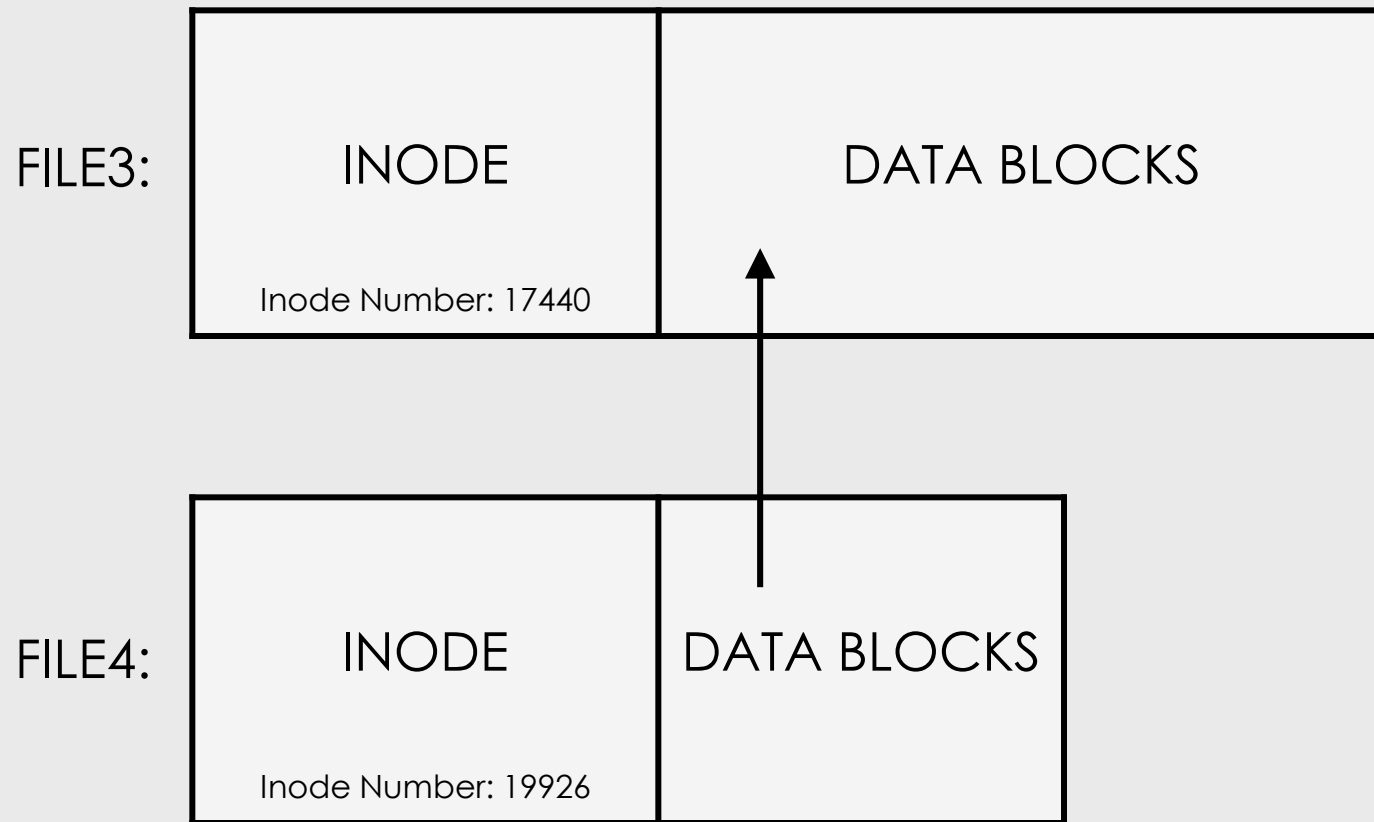 FILE3:
INODE
DATA BLOCKS
Inode Number: 17440
FILE4:
INODE
DATA BLOCKS
Inode Number: 19926